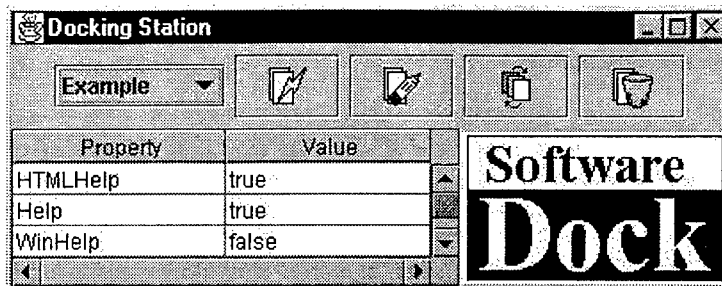 Docking Station
Example
Property Value
HTMLHelp true
Help true
WinHelp false
Software
Dock